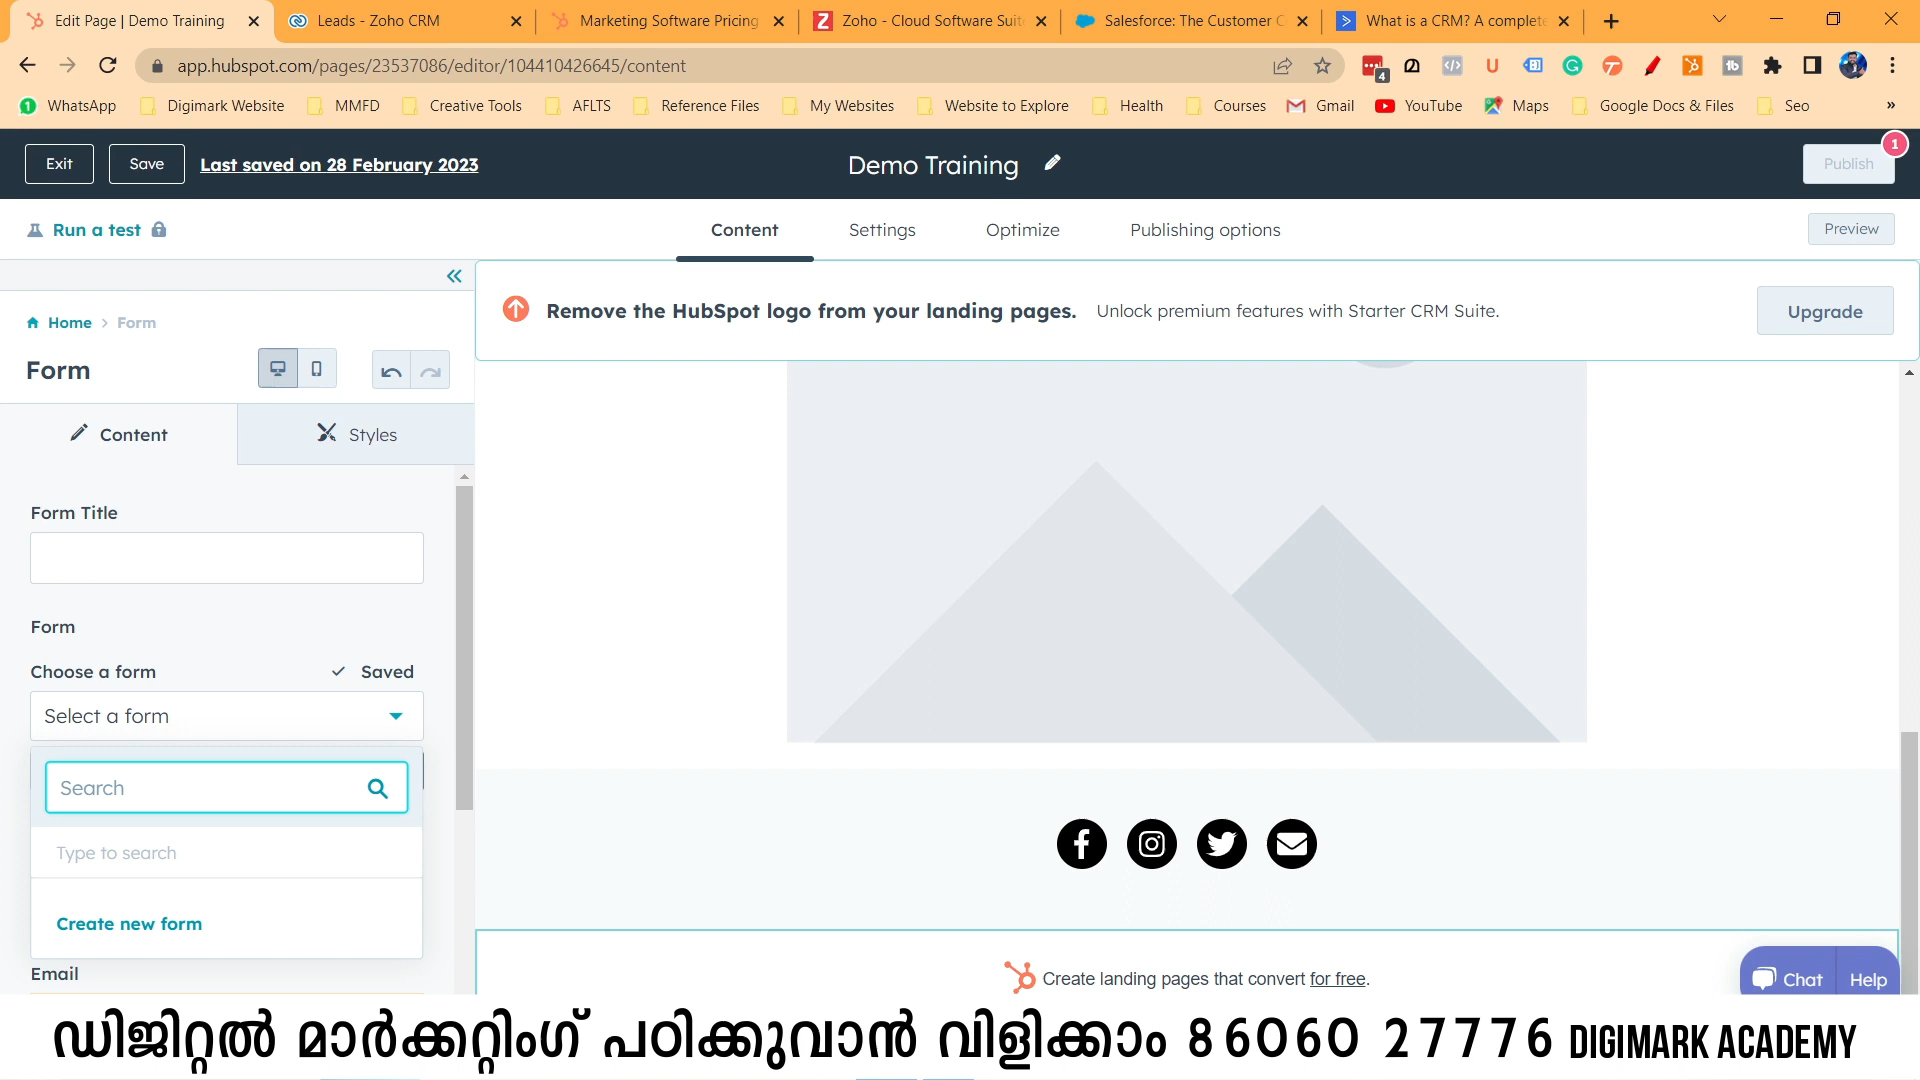 Edit Page | Demo Training
Leads - Zoho CRM
Marketing Software Pricing
Zoho - Cloud Software Suit
Salesforce: The Customer C
What is a CRM? A complete
app.hubspot.com/pages/23537086/editor/104410426645/content
4
WhatsApp
Digimark Website
MMFD
Creative Tools
AFLTS
Reference Files
My Websites
Website to Explore
Health
Courses
Gmail
YouTube
Maps
Google Docs & Files
Seo
»
Exit
Save
Last saved on 28 February 2023
Demo Training
Publish
1
Run a test
Content
Settings
Optimize
Publishing options
Preview
Remove the HubSpot logo from your landing pages.
Unlock premium features with Starter CRM Suite.
Upgrade
Home > Form
Form
Content
Styles
Form Title
Form
Choose a form
Saved
Select a form
Search
Type to search
Create new form
Email
Create landing pages that convert for free.
Chat
Help
ഡിജിറ്റൽ മാർക്കറ്റിംഗ് പഠിക്കുവാൻ വിളിക്കാം 86060 27776 DIGIMARK ACADEMY